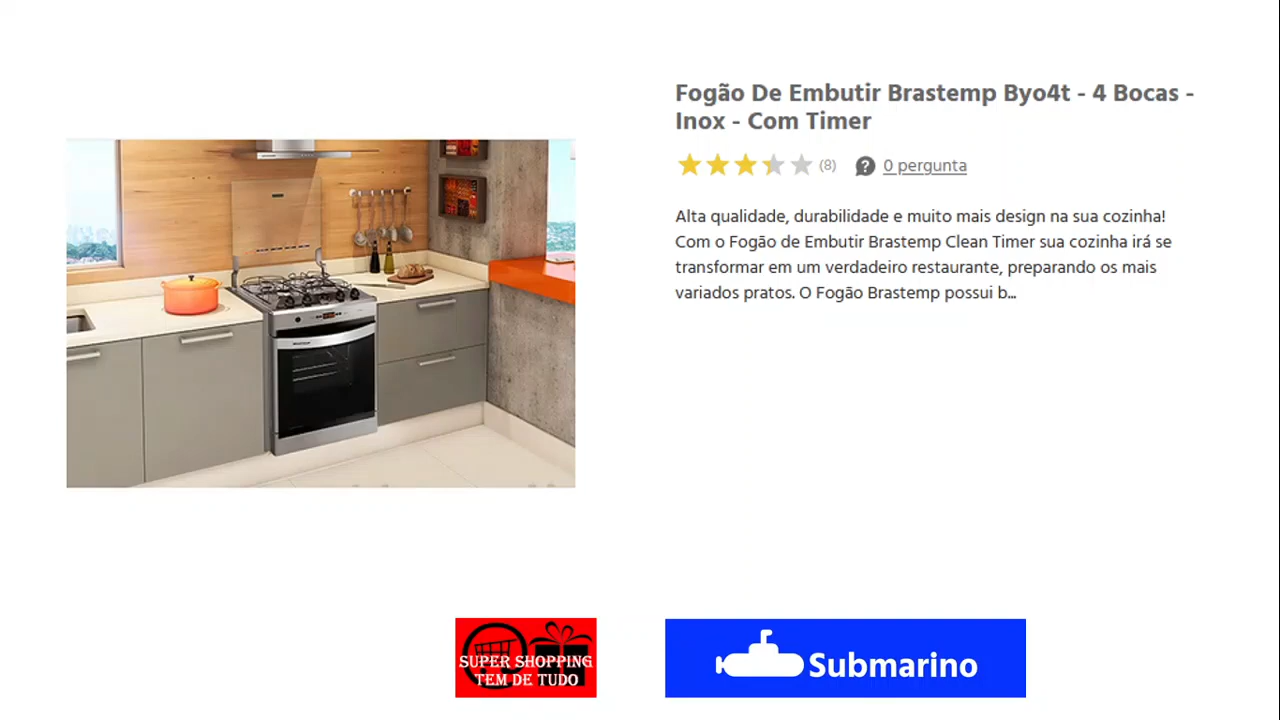 Fogão De Embutir Brastemp Byo4t - 4 Bocas -
Inox - Com Timer
(8) ? 0 pergunta
Alta qualidade, durabilidade e muito mais design na sua cozinha!
Com o Fogão de Embutir Brastemp Clean Timer sua cozinha irá se
transformar em um verdadeiro restaurante, preparando os mais
variados pratos. O Fogão Brastemp possui b...
SUPER SHOPPING
TEM DE TUDO
Submarino